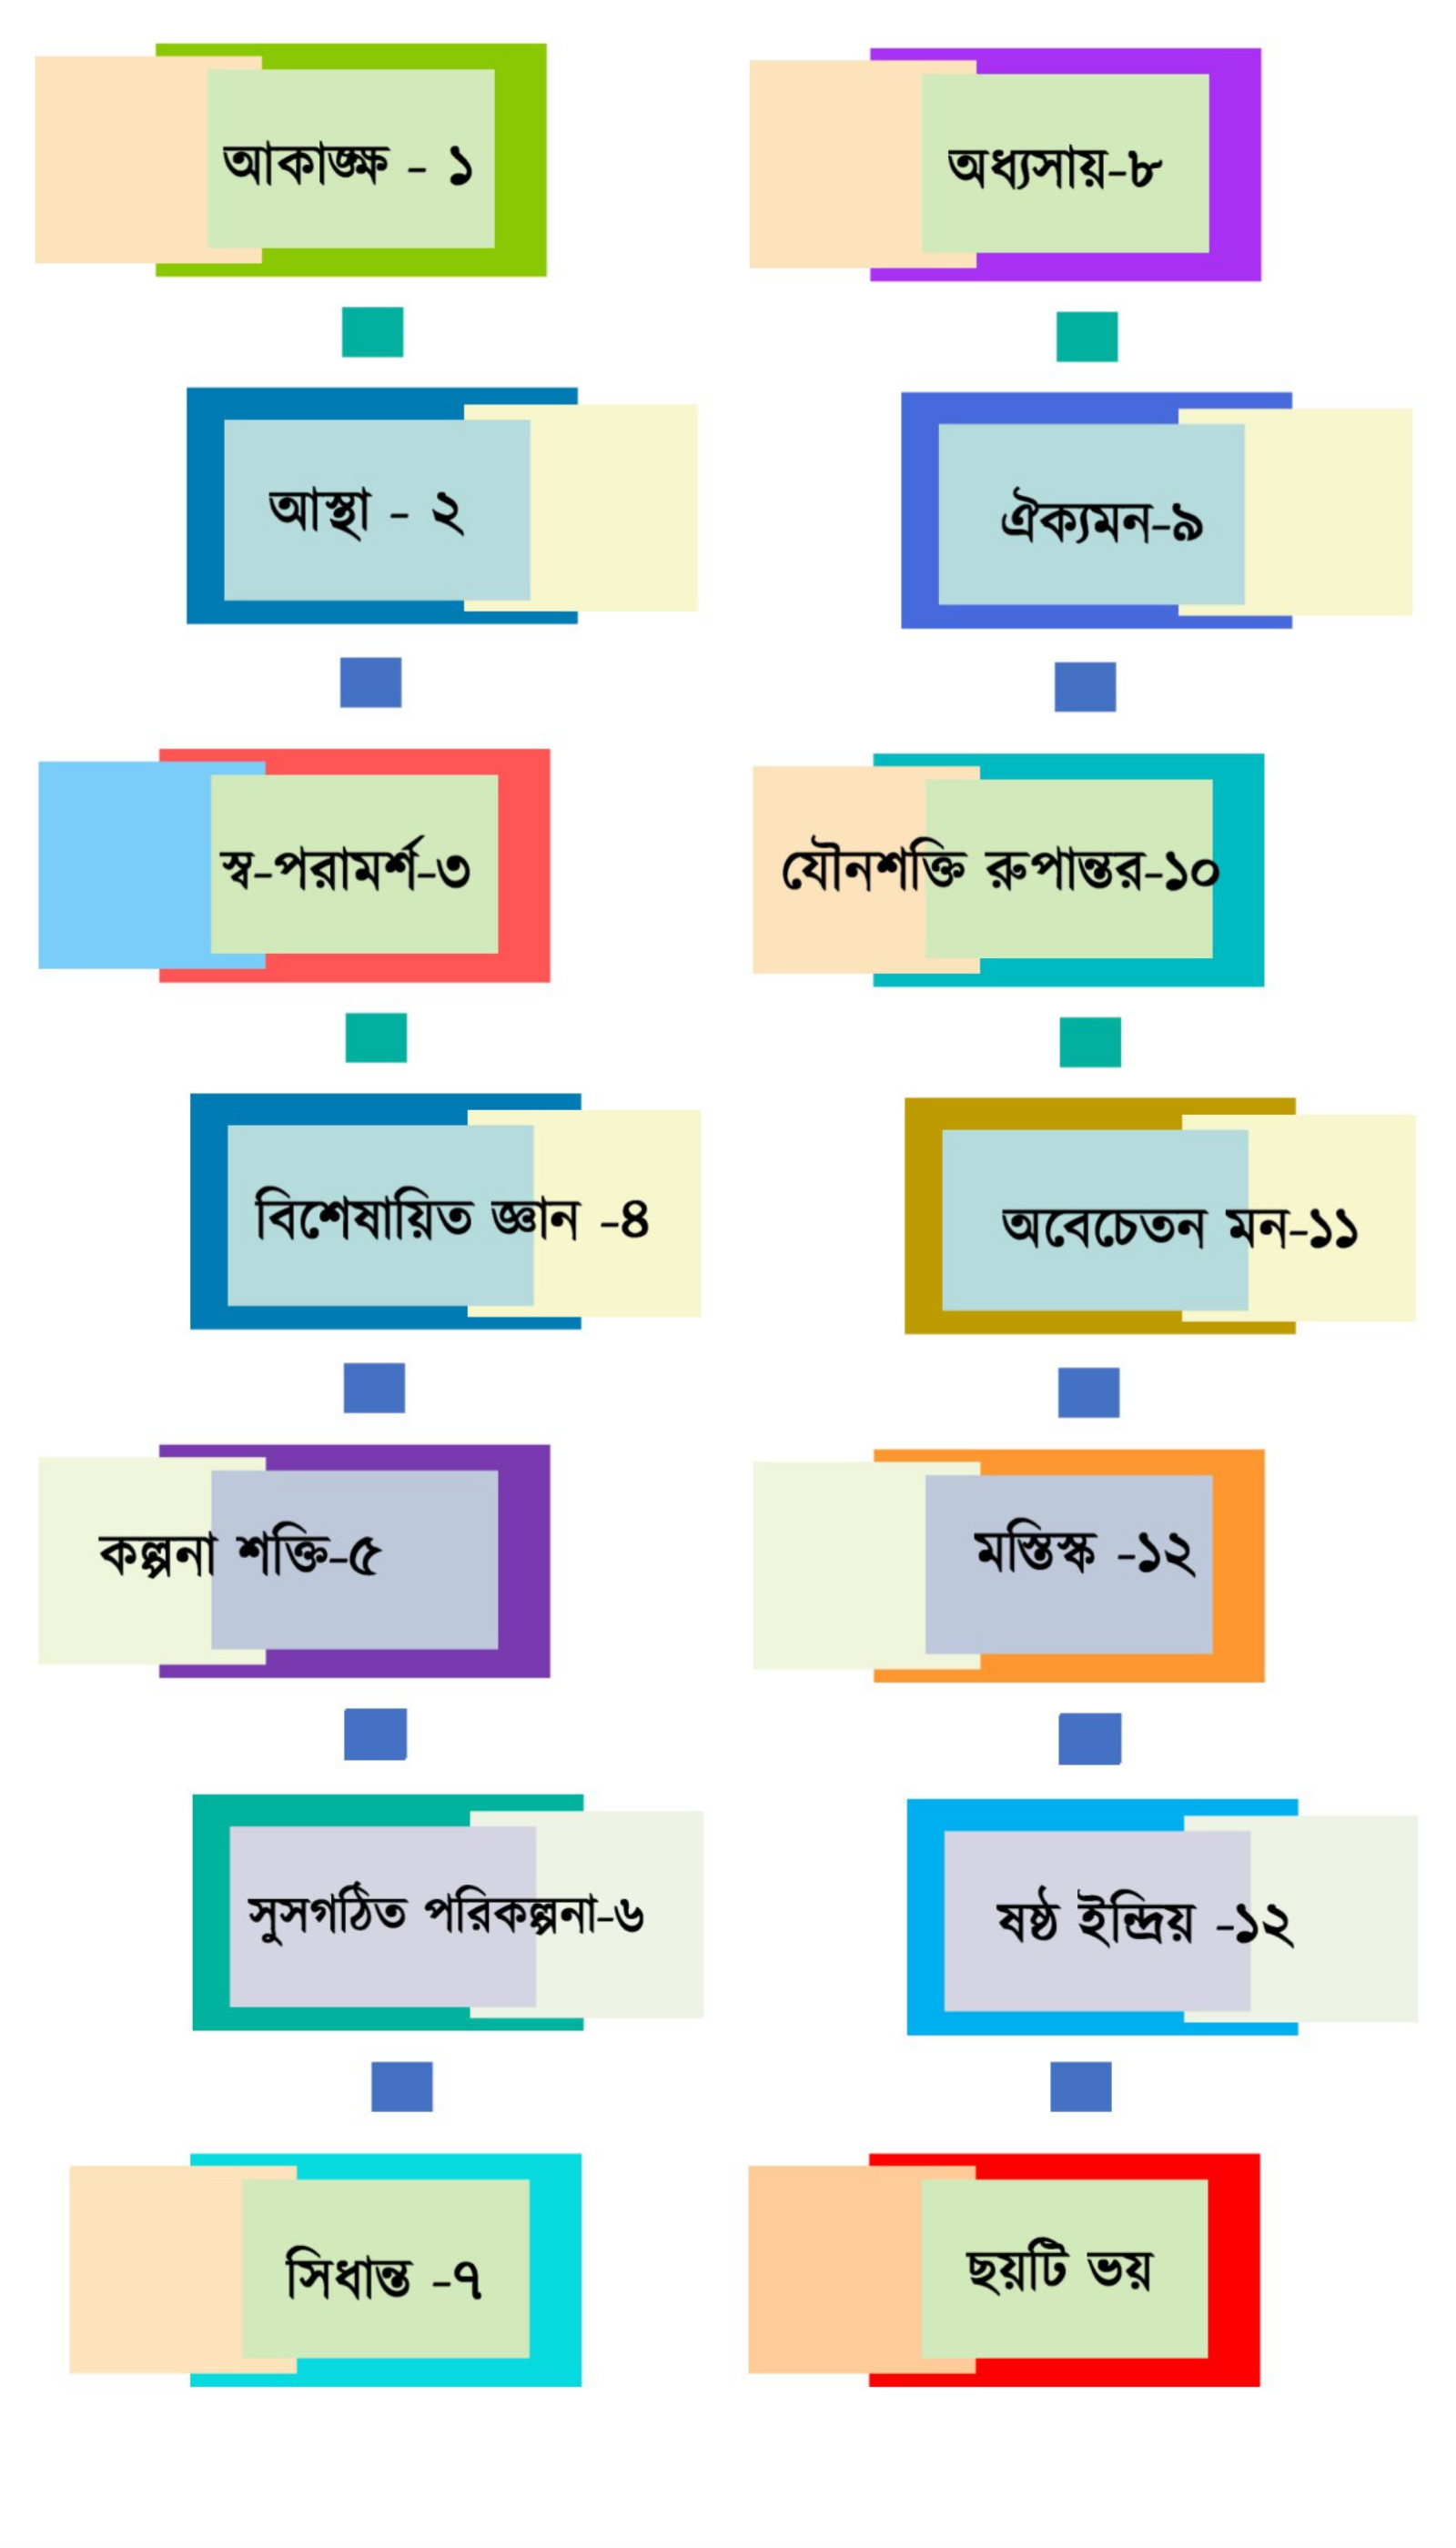 আকাঙ্ক্ষ - ১
আস্থা - ২
স্ব-পরামর্শ-৩
বিশেষায়িত জ্ঞান -৪
কল্পনা শক্তি-৫
সুসগঠিত পরিকল্পনা-৬
সিধান্ত -৭
অধ্যসায়-৮
ঐক্যমন-৯
যৌনশক্তি রুপান্তর-১০
অবেচেতন মন-১১
মস্তিস্ক -১২
ষষ্ঠ ইন্দ্রিয় -১২
ছয়টি ভয়